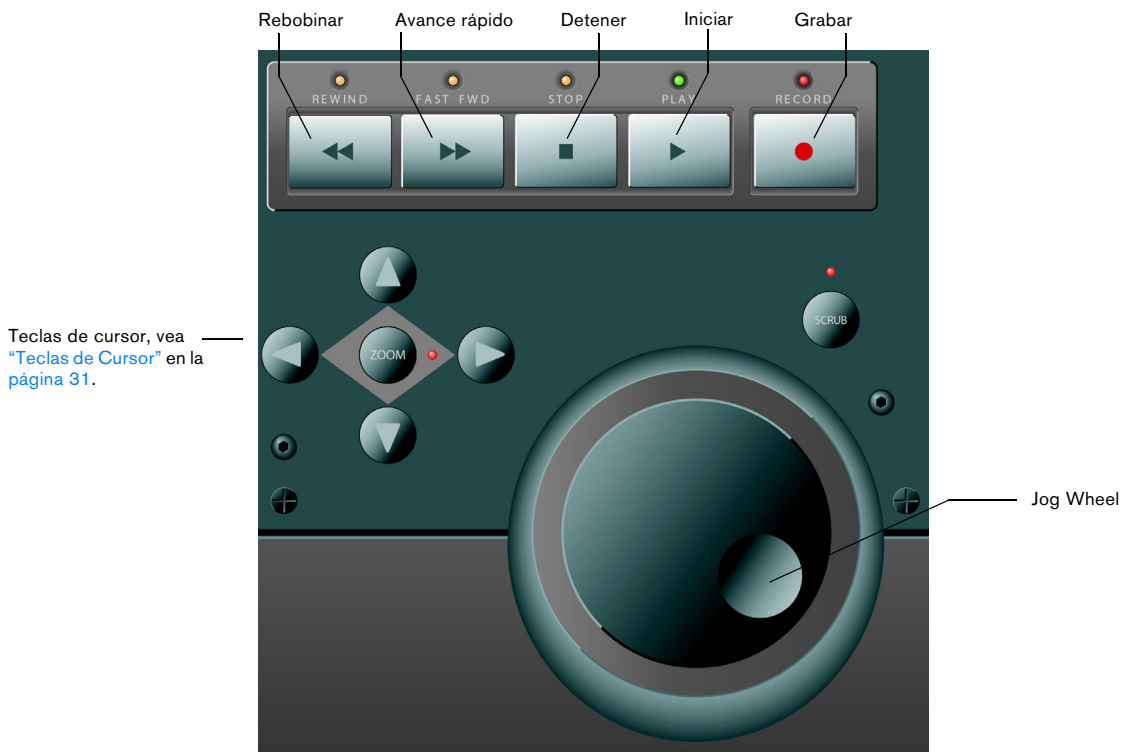 Rebobinar
Avance rápido
Detener
Iniciar
Grabar
REWIND
FAST FWD
STOP
PLAY
RECORD
SCRUB
Teclas de cursor, vea
“Teclas de Cursor” en la
página 31.
ZOOM
Jog Wheel